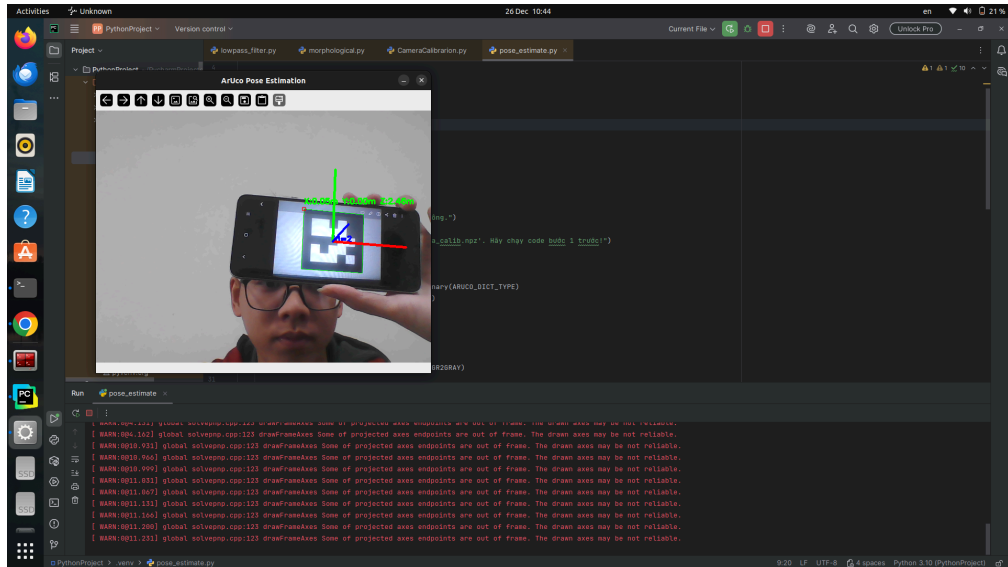 Activities
Unknown
26 Dec 10:44
en
21 %
PP PythonProject
Version control
Current File
Unlock Pro
Project
lowpass_filter.py
morphological.py
CameraCalibrarion.py
pose_estimate.py
PythonProject
1 1 10
ArUco Pose Estimation
ông.")
a_calib.npz'. Hãy chạy code bước 1 trước!")
nary(ARUCO_DICT_TYPE)
)
GR2GRAY)
id=2
Run
pose_estimate
[ WARN:0@4.162] global solvepnp.cpp:123 drawFrameAxes Some of projected axes endpoints are out of frame. The drawn axes may be not reliable.
[ WARN:0@10.931] global solvepnp.cpp:123 drawFrameAxes Some of projected axes endpoints are out of frame. The drawn axes may be not reliable.
[ WARN:0@10.966] global solvepnp.cpp:123 drawFrameAxes Some of projected axes endpoints are out of frame. The drawn axes may be not reliable.
[ WARN:0@10.999] global solvepnp.cpp:123 drawFrameAxes Some of projected axes endpoints are out of frame. The drawn axes may be not reliable.
[ WARN:0@11.031] global solvepnp.cpp:123 drawFrameAxes Some of projected axes endpoints are out of frame. The drawn axes may be not reliable.
[ WARN:0@11.067] global solvepnp.cpp:123 drawFrameAxes Some of projected axes endpoints are out of frame. The drawn axes may be not reliable.
[ WARN:0@11.131] global solvepnp.cpp:123 drawFrameAxes Some of projected axes endpoints are out of frame. The drawn axes may be not reliable.
[ WARN:0@11.166] global solvepnp.cpp:123 drawFrameAxes Some of projected axes endpoints are out of frame. The drawn axes may be not reliable.
[ WARN:0@11.200] global solvepnp.cpp:123 drawFrameAxes Some of projected axes endpoints are out of frame. The drawn axes may be not reliable.
[ WARN:0@11.231] global solvepnp.cpp:123 drawFrameAxes Some of projected axes endpoints are out of frame. The drawn axes may be not reliable.
SSD
SSD
PythonProject > .venv > pose_estimate.py
9:20 LF UTF-8 4 spaces Python 3.10 (PythonProject)